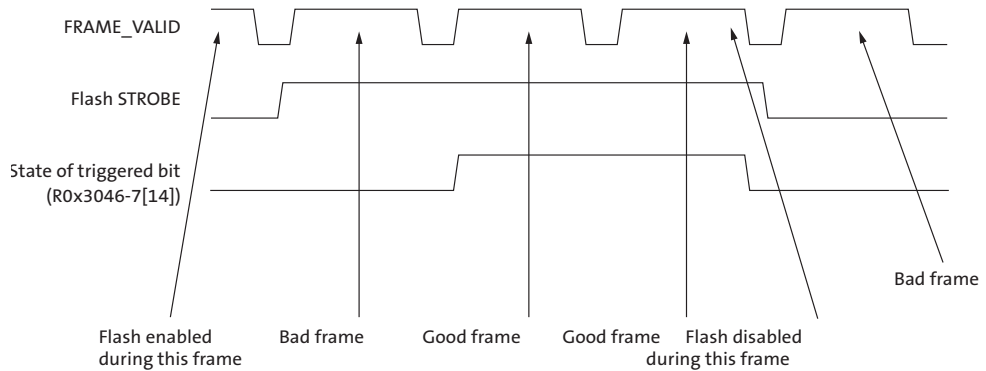 FRAME_VALID
Flash STROBE
State of triggered bit
(R0x3046-7[14])
Bad frame
Flash enabled
during this frame
Bad frame
Good frame
Good frame
Flash disabled
during this frame